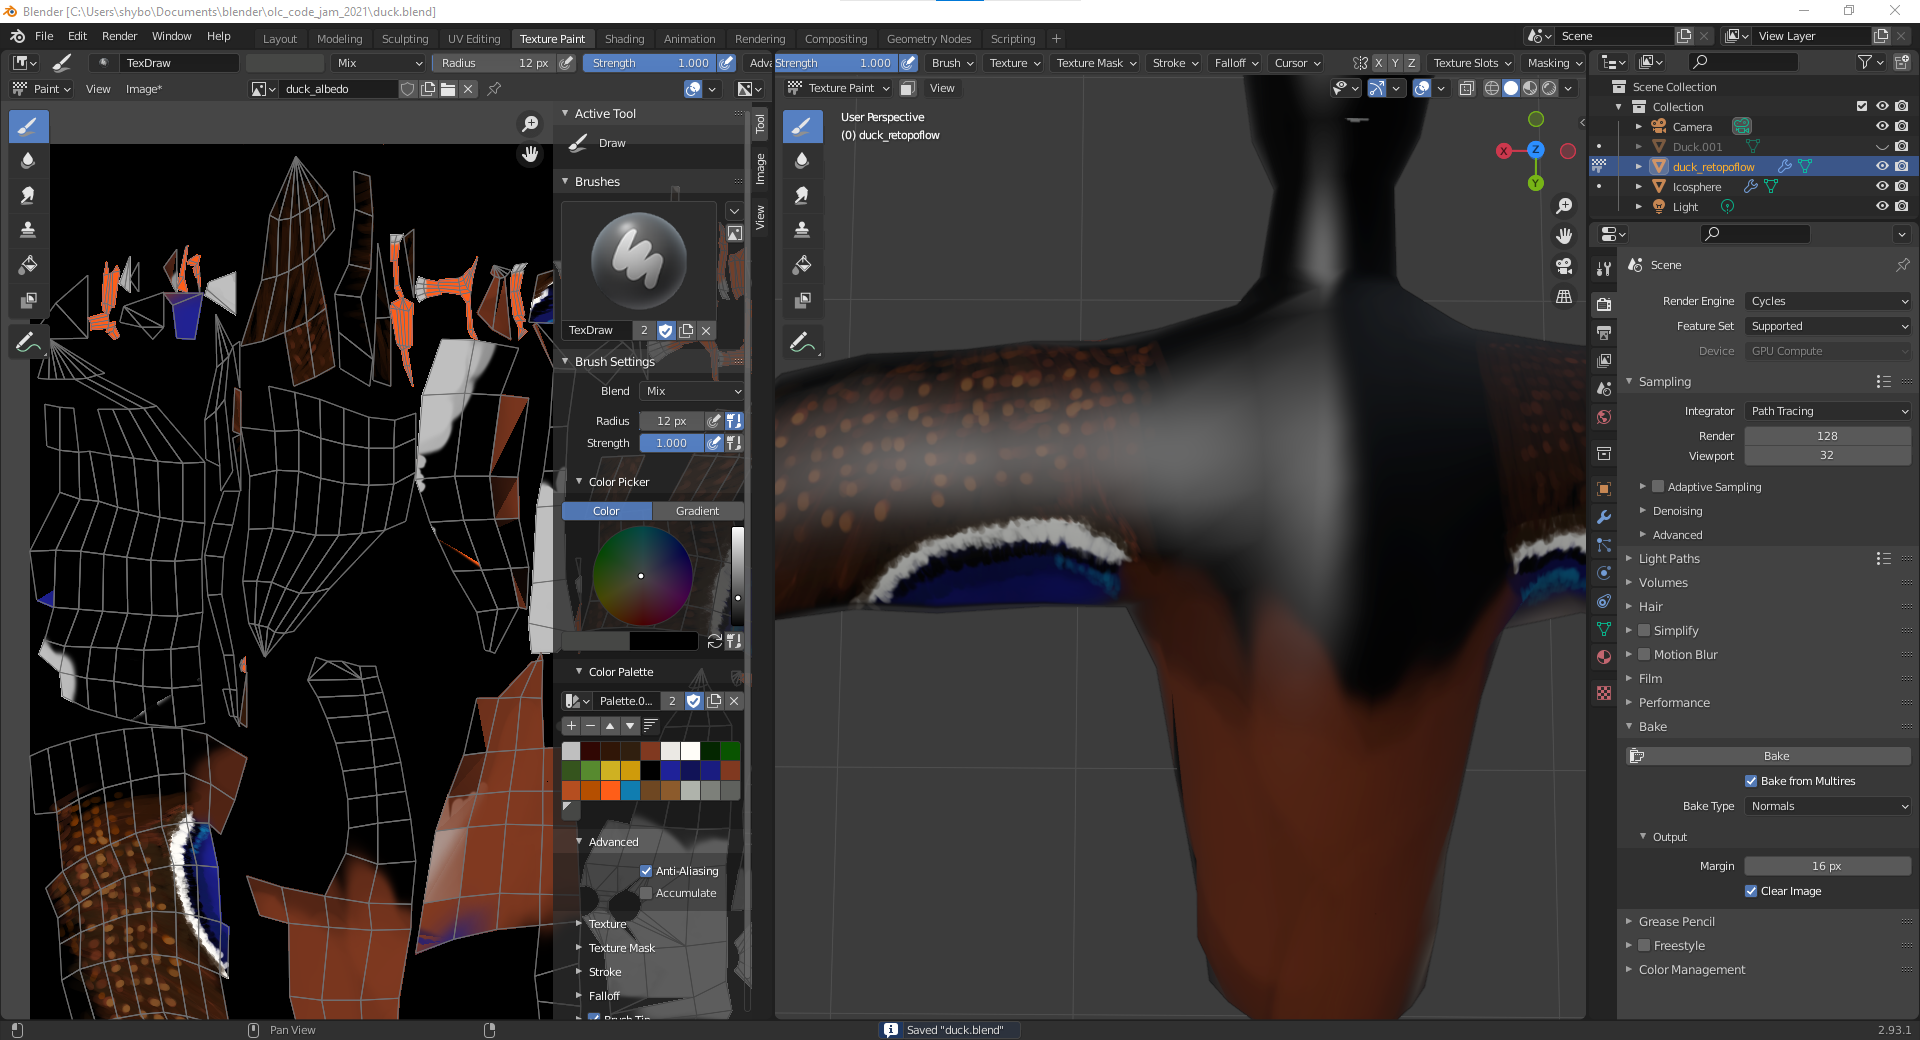 Blender [C:\Users\shybo\Documents\blender\olc_code_jam_2021\duck.blend]
File Edit Render Window Help
Layout Modeling Sculpting UV Editing Texture Paint Shading Animation Rendering Compositing Geometry Nodes Scripting +
Scene
View Layer
TexDraw
Mix
Radius 12 px
Strength 1.000
Adv
Strength 1.000
Brush Texture Texture Mask Stroke Falloff Cursor
X Y Z
Texture Slots
Masking
Paint View Image*
duck_albedo
Texture Paint View
User Perspective
(0) duck_retopoflow
X Z Y
Active Tool
Draw
Tool
Image
View
Brushes
TexDraw 2
Brush Settings
Blend Mix
Radius 12 px
Strength 1.000
Color Picker
Color Gradient
Color Palette
Palette.0... 2
Advanced
Anti-Aliasing
Accumulate
Texture
Texture Mask
Stroke
Falloff
Brush Tip
Scene Collection
Collection
Camera
Duck.001
duck_retopoflow
Icosphere
Light
Scene
Render Engine Cycles
Feature Set Supported
Device GPU Compute
Sampling
Integrator Path Tracing
Render 128
Viewport 32
Adaptive Sampling
Denoising
Advanced
Light Paths
Volumes
Hair
Simplify
Motion Blur
Film
Performance
Bake
Bake
Bake from Multires
Bake Type Normals
Output
Margin 16 px
Clear Image
Grease Pencil
Freestyle
Color Management
Pan View
Saved "duck.blend"
2.93.1